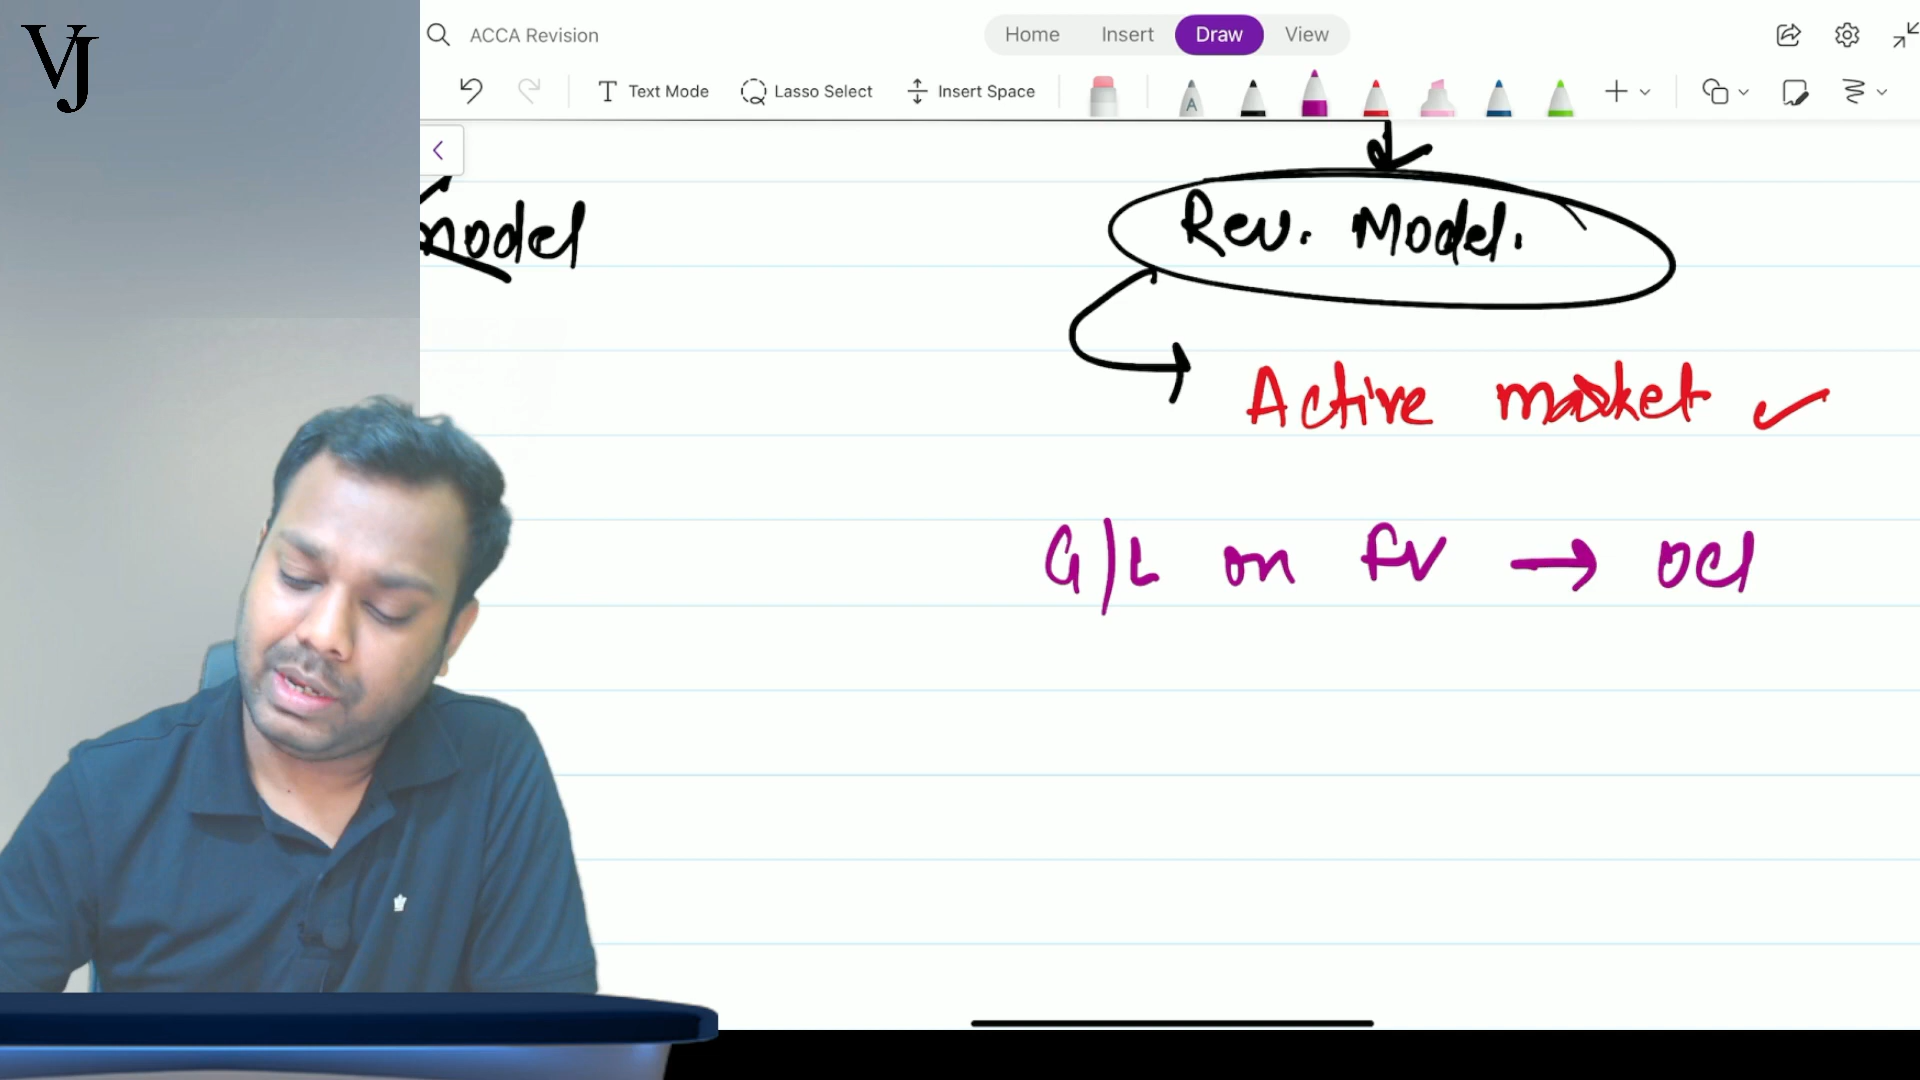 VJ
ACCA Revision
Home Insert Draw View
Text Mode Lasso Select Insert Space
A
model Rev. Model.
Active market ✓
G/L on FV → OCI